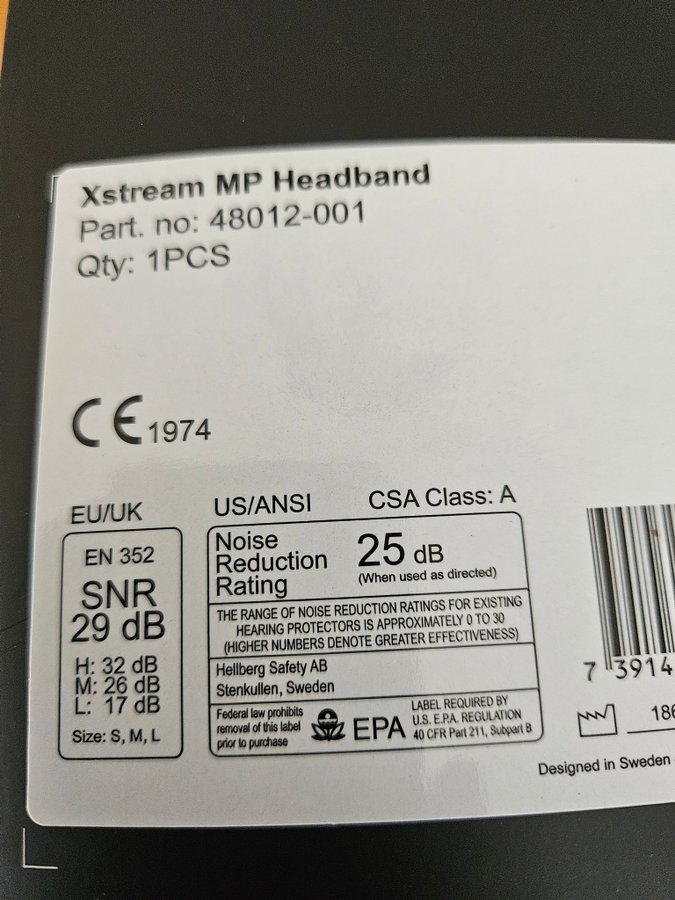 Xstream MP Headband
Part. no: 48012-001
Qty: 1PCS
CE 1974
EU/UK
EN 352
SNR
29 dB
H: 32 dB
M: 26 dB
L: 17 dB
Size: S, M, L
US/ANSI
CSA Class: A
Noise
Reduction
Rating
25 dB
(When used as directed)
THE RANGE OF NOISE REDUCTION RATINGS FOR EXISTING
HEARING PROTECTORS IS APPROXIMATELY 0 TO 30
(HIGHER NUMBERS DENOTE GREATER EFFECTIVENESS)
Hellberg Safety AB
Stenkullen, Sweden
Federal law prohibits
removal of this label
prior to purchase
EPA
LABEL REQUIRED BY
U.S. E.P.A. REGULATION
40 CFR Part 211, Subpart B
7 3914
186
Designed in Sweden